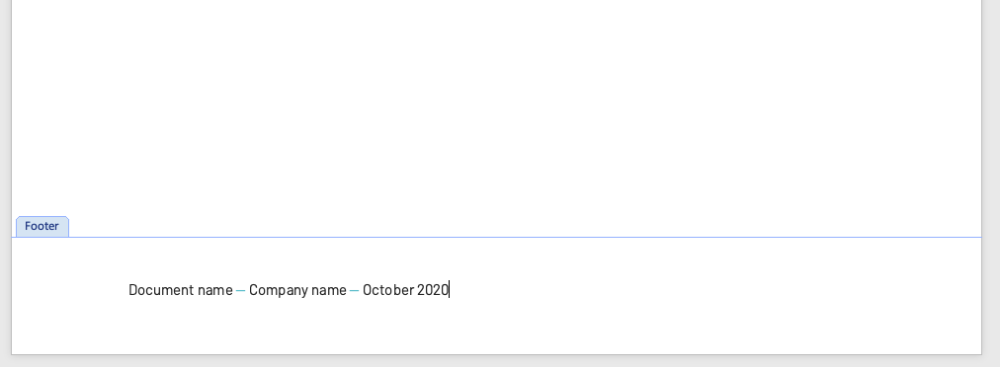 Footer
Document name — Company name — October 2020